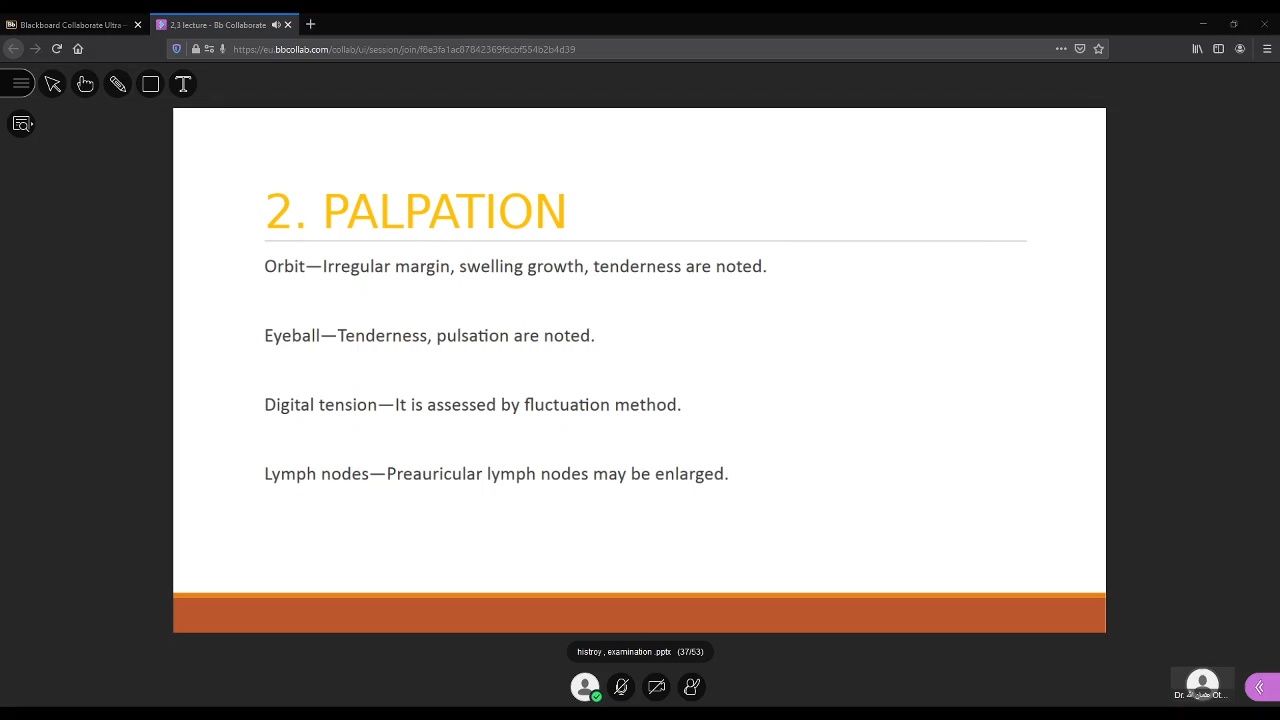 Blackboard Collaborate Ultra –
2,3 lecture - Bb Collaborate
https://eu.bbcollab.com/collab/ui/session/join/f8e3fa1ac87842369fdcbf554b2b4d39
2. PALPATION
Orbit—Irregular margin, swelling growth, tenderness are noted.
Eyeball—Tenderness, pulsation are noted.
Digital tension—It is assessed by fluctuation method.
Lymph nodes—Preauricular lymph nodes may be enlarged.
histroy , examination .pptx (37/53)
Dr. Ot...